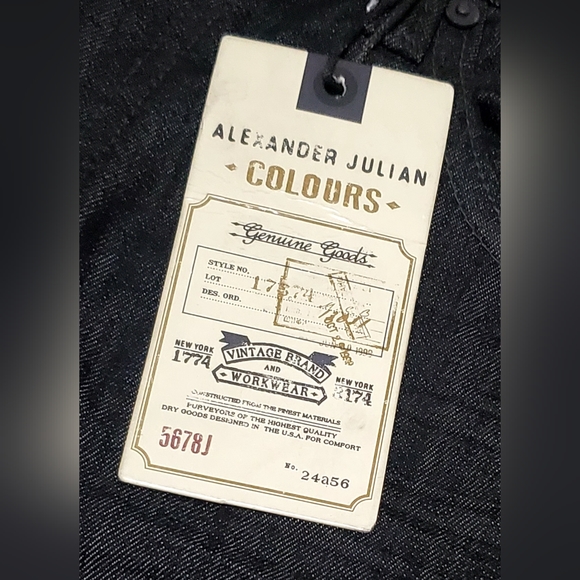 ALEXANDER JULIAN
COLOURS
Genuine Goods
STYLE NO.
LOT
DES. ORD.
NEW YORK
1774
VINTAGE BRAND
AND
WORKWEAR
NEW YORK
CONSTRUCTED FROM THE FINEST MATERIALS
PURVEYORS OF THE HIGHEST QUALITY
DRY GOODS DESIGNED IN THE U.S.A. FOR COMFORT
5678J
No. 24a56